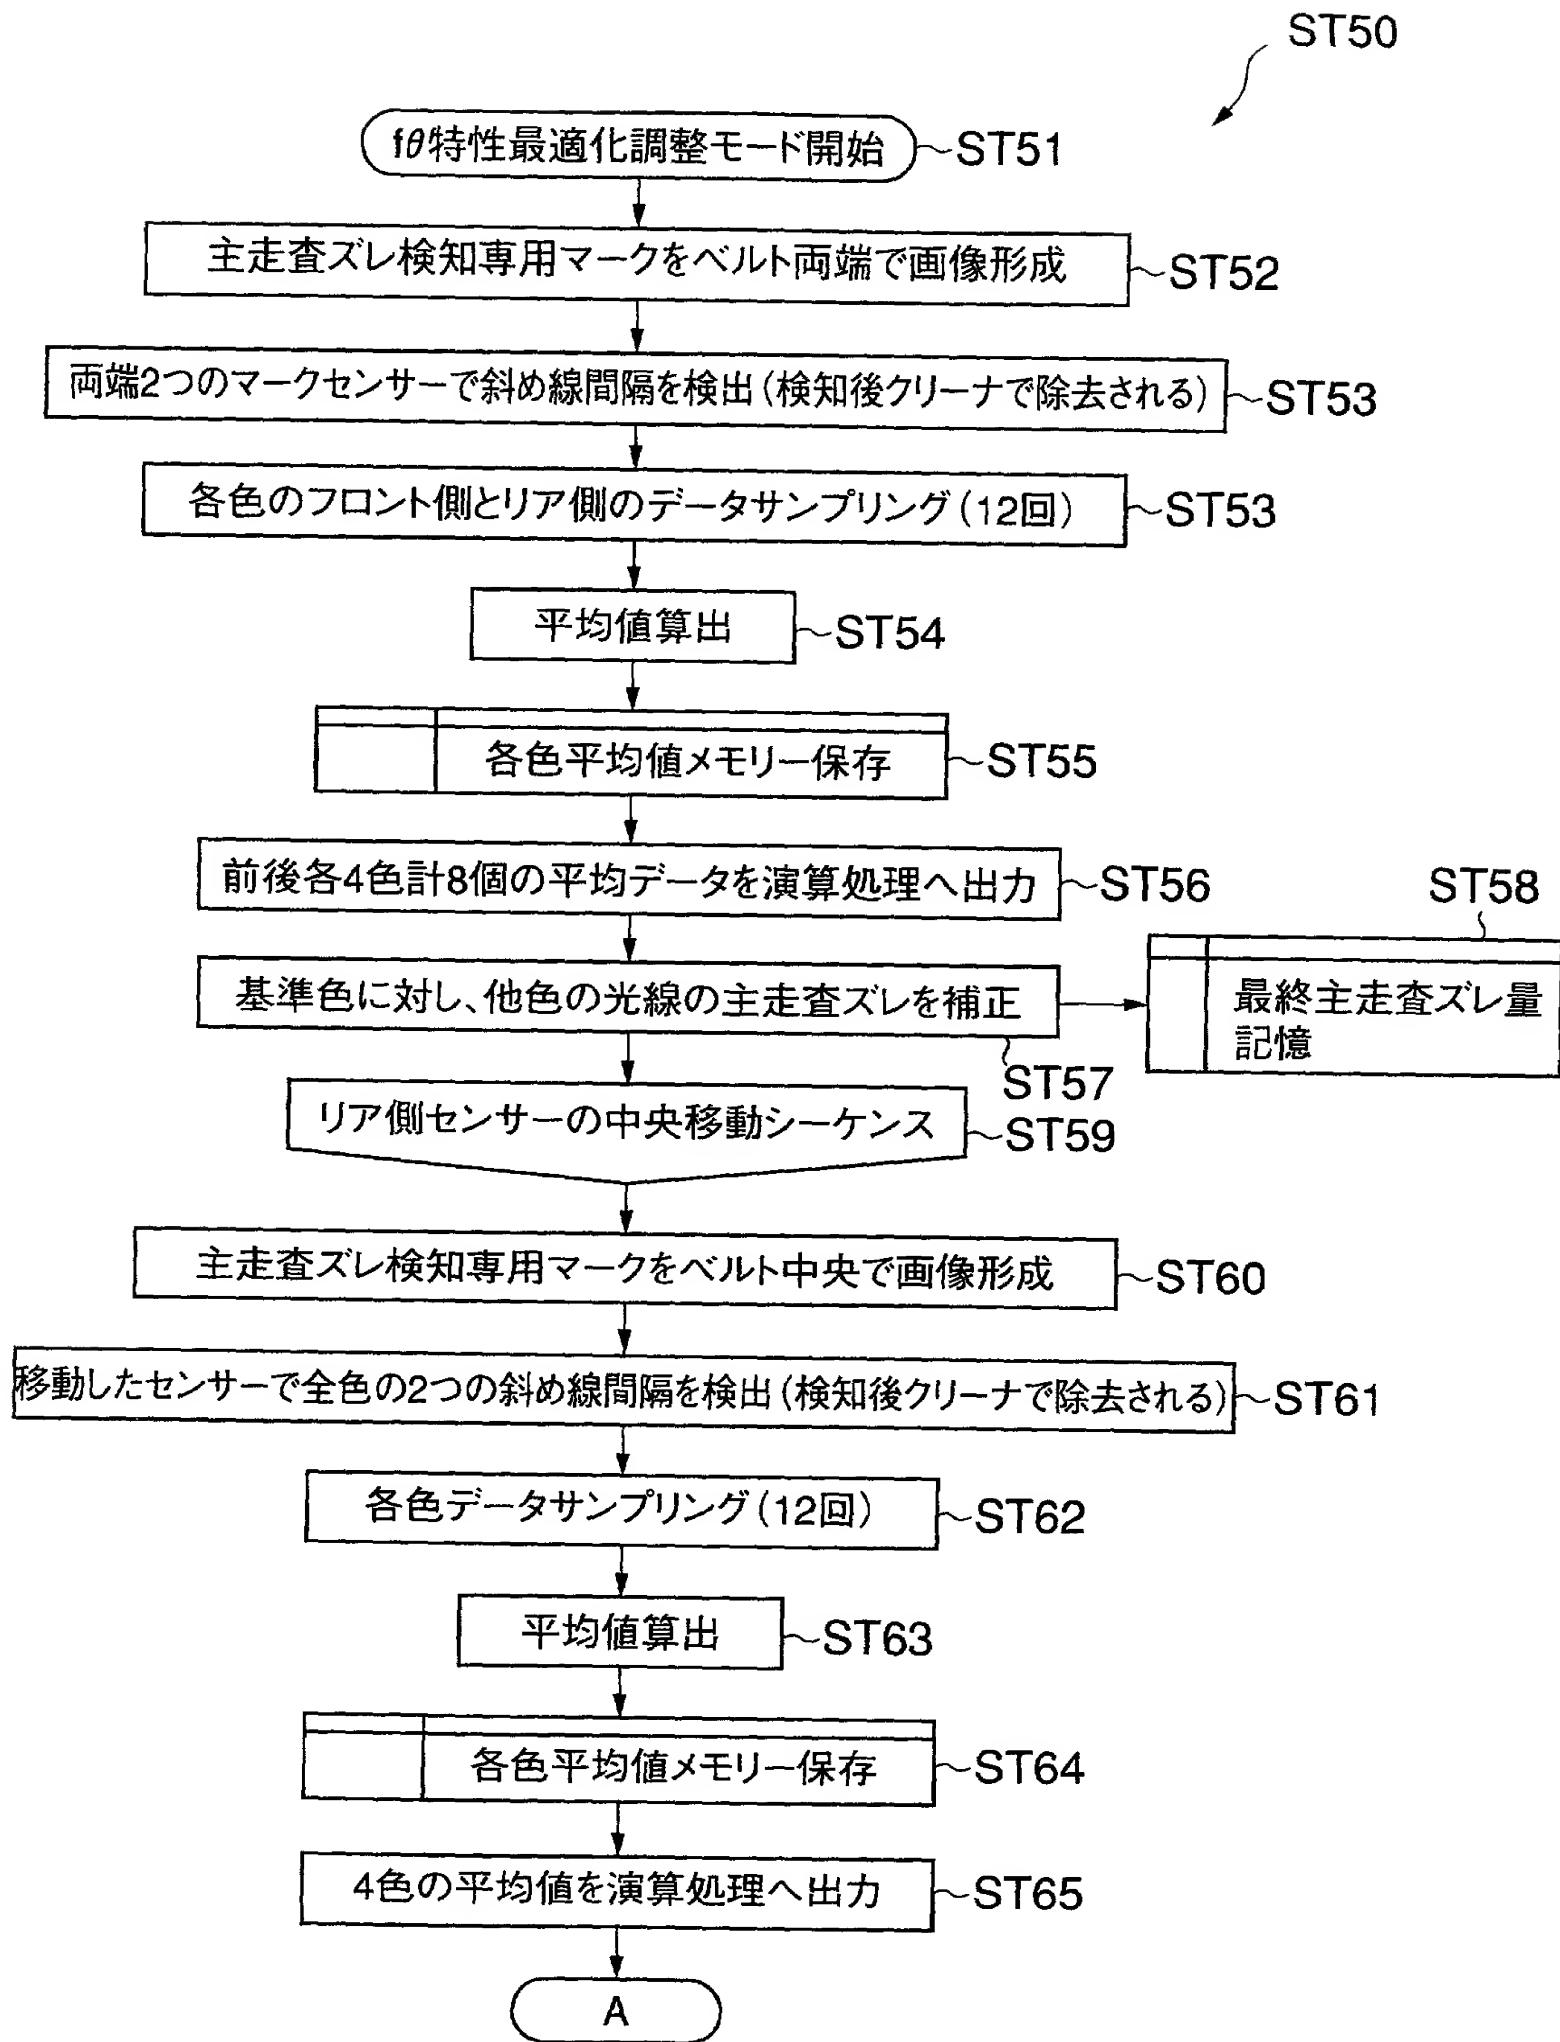 ST50
fθ特性最適化調整モード開始
ST51
主走査ズレ検知専用マークをベルト両端で画像形成
ST52
両端2つのマークセンサーで斜め線間隔を検出(検知後クリーナで除去される)
ST53
各色のフロント側とリア側のデータサンプリング(12回)
ST53
平均値算出
ST54
各色平均値メモリー保存
ST55
前後各4色計8個の平均データを演算処理へ出力
ST56
基準色に対し、他色の光線の主走査ズレを補正
ST57
ST58
最終主走査ズレ量
記憶
リア側センサーの中央移動シーケンス
ST59
主走査ズレ検知専用マークをベルト中央で画像形成
ST60
移動したセンサーで全色の2つの斜め線間隔を検出(検知後クリーナで除去される)
ST61
各色データサンプリング(12回)
ST62
平均値算出
ST63
各色平均値メモリー保存
ST64
4色の平均値を演算処理へ出力
ST65
A